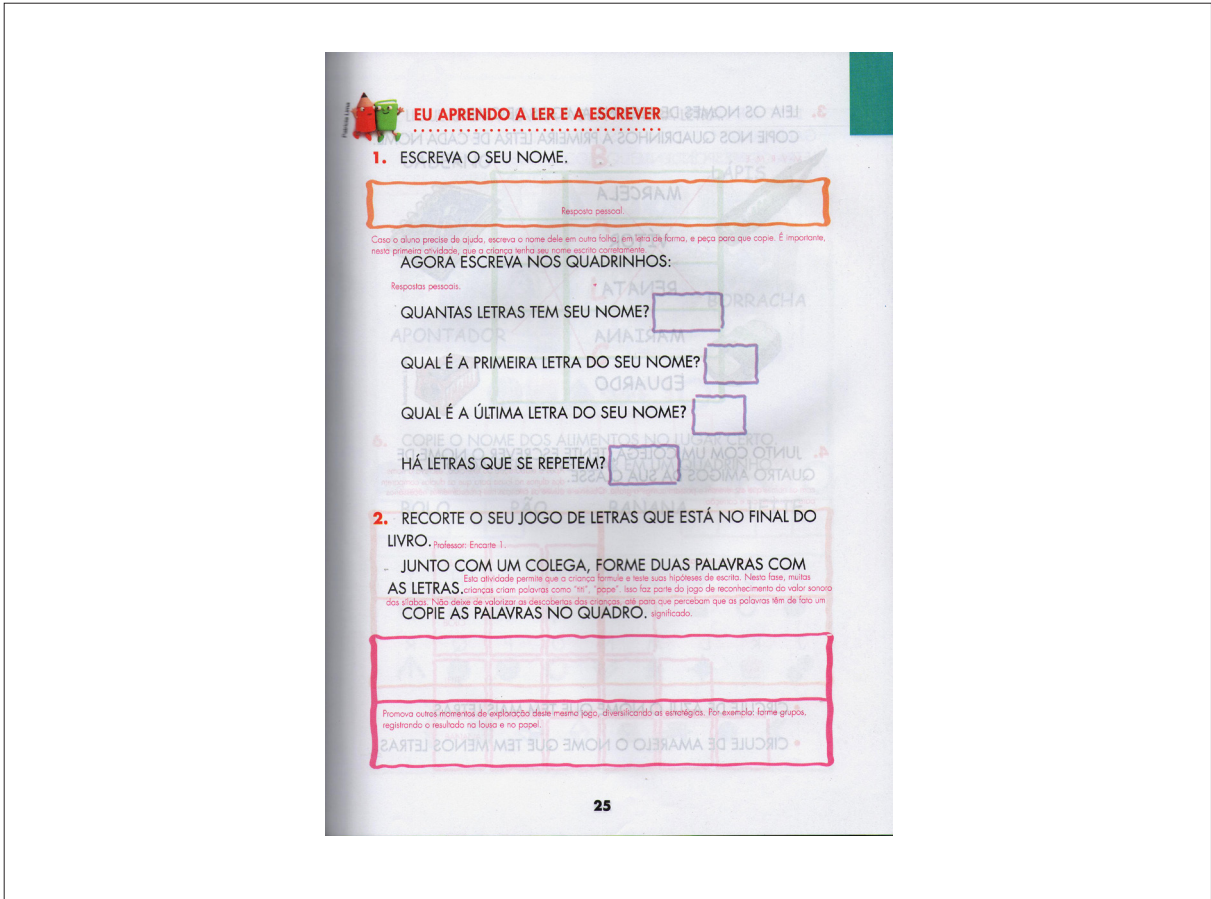 Patrícia Lima
EU APRENDO A LER E A ESCREVER
1. ESCREVA O SEU NOME.
Resposta pessoal.
Caso o aluno precise de ajuda, escreva o nome dele em outra folha, em letra de forma, e peça para que copie. É importante,
nesta primeira atividade, que a criança tenha seu nome escrito corretamente.
AGORA ESCREVA NOS QUADRINHOS:
Respostas pessoais.
QUANTAS LETRAS TEM SEU NOME?
QUAL É A PRIMEIRA LETRA DO SEU NOME?
QUAL É A ÚLTIMA LETRA DO SEU NOME?
HÁ LETRAS QUE SE REPETEM?
2. RECORTE O SEU JOGO DE LETRAS QUE ESTÁ NO FINAL DO
LIVRO. Professor: Encarte 1.
JUNTO COM UM COLEGA, FORME DUAS PALAVRAS COM
Esta atividade permite que a criança formule e teste suas hipóteses de escrita. Nesta fase, muitas
AS LETRAS. crianças criam palavras como "tri", "pape". Isso faz parte do jogo de reconhecimento do valor sonoro
das sílabas. Não deixe de valorizar as descobertas das crianças, até para que percebam que as palavras têm de fato um
COPIE AS PALAVRAS NO QUADRO. significado.
Promova outros momentos de exploração deste mesmo jogo, diversificando as estratégias. Por exemplo: forme grupos,
registrando o resultado na lousa e no papel.
25